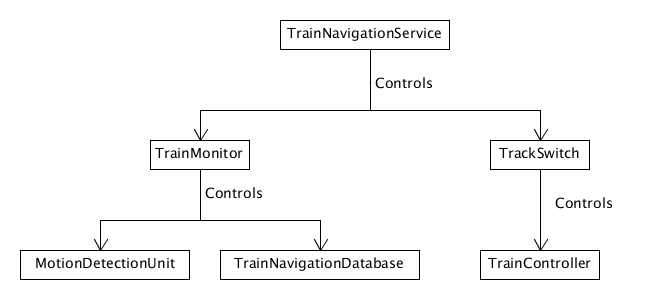 TrainNavigationService
Controls
TrainMonitor
TrackSwitch
Controls
Controls
MotionDetectionUnit
TrainNavigationDatabase
TrainController